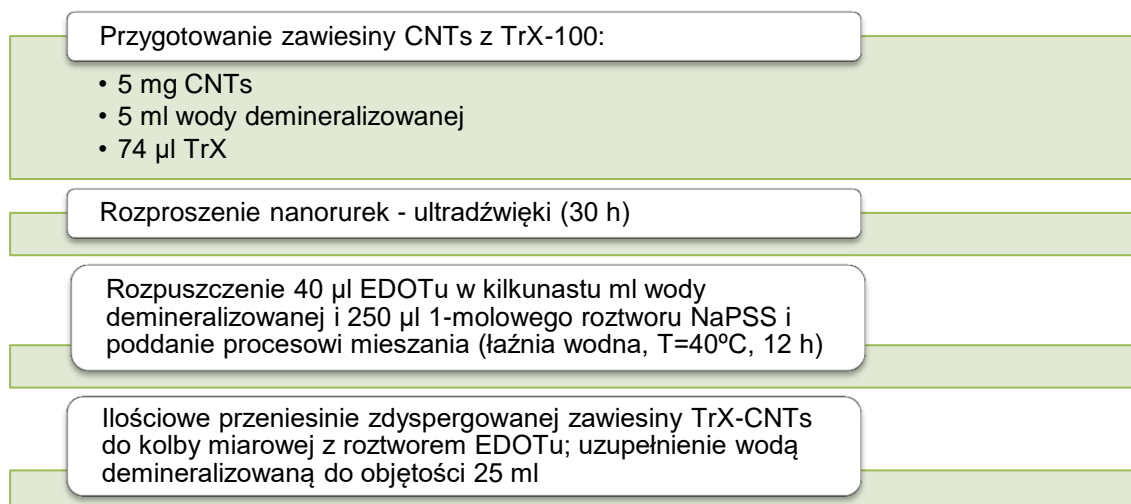 Przygotowanie zawiesiny CNTs z TrX-100:
• 5 mg CNTs
• 5 ml wody demineralizowanej
• 74 µl TrX
Rozproszenie nanorurek - ultradźwięki (30 h)
Rozpuszczenie 40 µl EDOTu w kilkunastu ml wody
demineralizowanej i 250 µl 1-molowego roztworu NaPSS i
poddanie procesowi mieszania (łaźnia wodna, T=40ºC, 12 h)
Ilościowe przeniesinie zdyspergowanej zawiesiny TrX-CNTs
do kolby miarowej z roztworem EDOTu; uzupełnienie wodą
demineralizowaną do objętości 25 ml